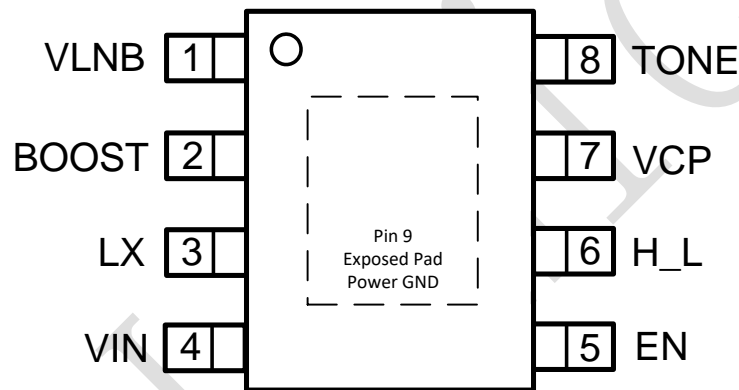 VLNB 1
8 TONE
BOOST 2
7 VCP
LX 3
6 H_L
VIN 4
5 EN
Pin 9
Exposed Pad
Power GND